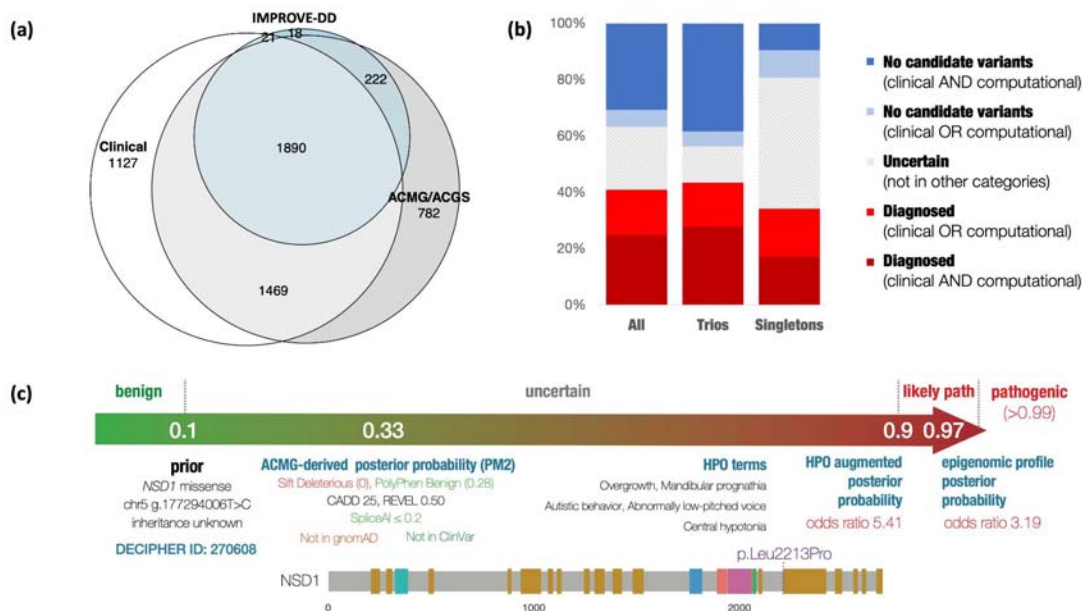 (a)
IMPROVE-DD
21
18
222
Clinical
1127
1890
ACMG/ACGS
782
1469
(b)
100%
80%
60%
40%
20%
0%
All
Trios
Singletons
No candidate variants
(clinical AND computational)
No candidate variants
(clinical OR computational)
Uncertain
(not in other categories)
Diagnosed
(clinical OR computational)
Diagnosed
(clinical AND computational)
(c)
benign
uncertain
likely path
pathogenic
(>0.99)
0.1
0.33
0.9
0.97
prior
NSD1 missense
chr5 g.177294006T>C
inheritance unknown
DECIPHER ID: 270608
ACMG-derived posterior probability (PM2)
Sift Deleterious (0), PolyPhen Benign (0.28)
CADD 25, REVEL 0.50
SpliceAI ≤ 0.2
Not in gnomAD
Not in ClinVar
HPO terms
Overgrowth, Mandibular prognathia
Autistic behavior, Abnormally low-pitched voice
Central hypotonia
HPO augmented
posterior
probability
odds ratio 5.41
epigenomic profile
posterior
probability
odds ratio 3.19
p.Leu2213Pro
NSD1
0
1000
2000